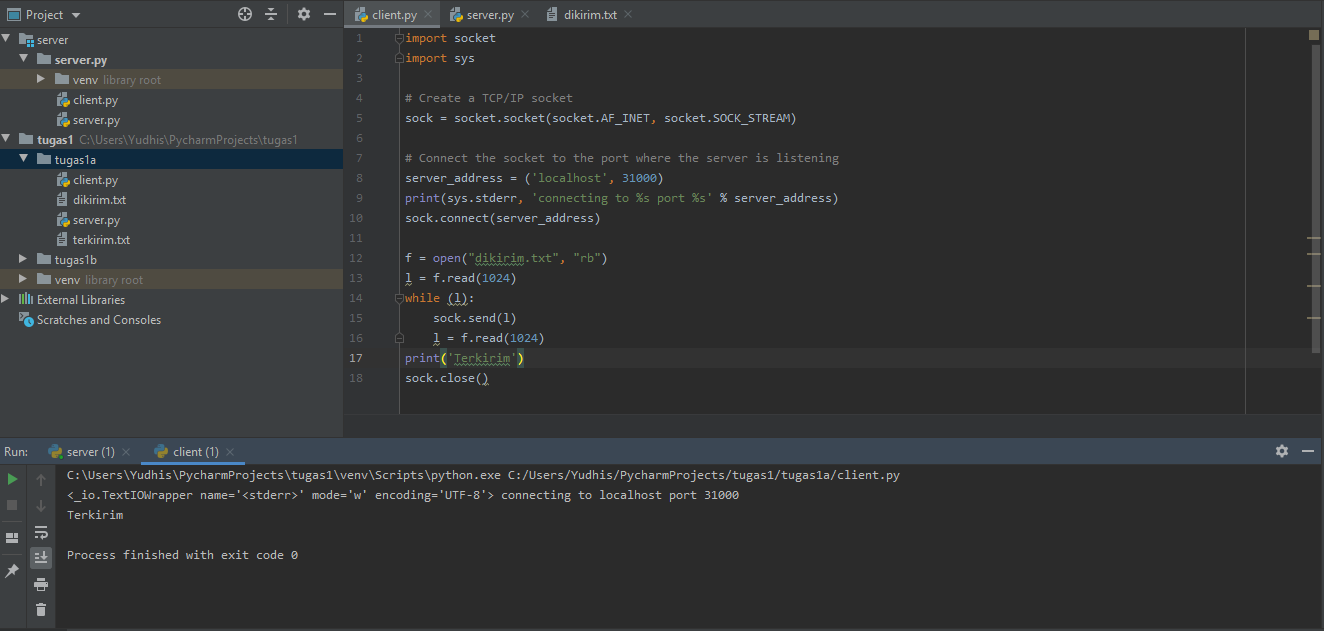 Project
client.py
server.py
dikirim.txt
server
server.py
venv library root
client.py
server.py
tugas1 C:\Users\Yudhis\PycharmProjects\tugas1
tugas1a
client.py
dikirim.txt
server.py
terkirim.txt
tugas1b
venv library root
External Libraries
Scratches and Consoles
1 import socket
2 import sys
3
4 # Create a TCP/IP socket
5 sock = socket.socket(socket.AF_INET, socket.SOCK_STREAM)
6
7 # Connect the socket to the port where the server is listening
8 server_address = ('localhost', 31000)
9 print(sys.stderr, 'connecting to %s port %s' % server_address)
10 sock.connect(server_address)
11
12 f = open("dikirim.txt", "rb")
13 l = f.read(1024)
14 while (l):
15     sock.send(l)
16     l = f.read(1024)
17 print('Terkirim')
18 sock.close()
Run: server (1) client (1)
C:\Users\Yudhis\PycharmProjects\tugas1\venv\Scripts\python.exe C:/Users/Yudhis/PycharmProjects/tugas1/tugas1a/client.py
<_io.TextIOWrapper name='<stderr>' mode='w' encoding='UTF-8'> connecting to localhost port 31000
Terkirim
Process finished with exit code 0